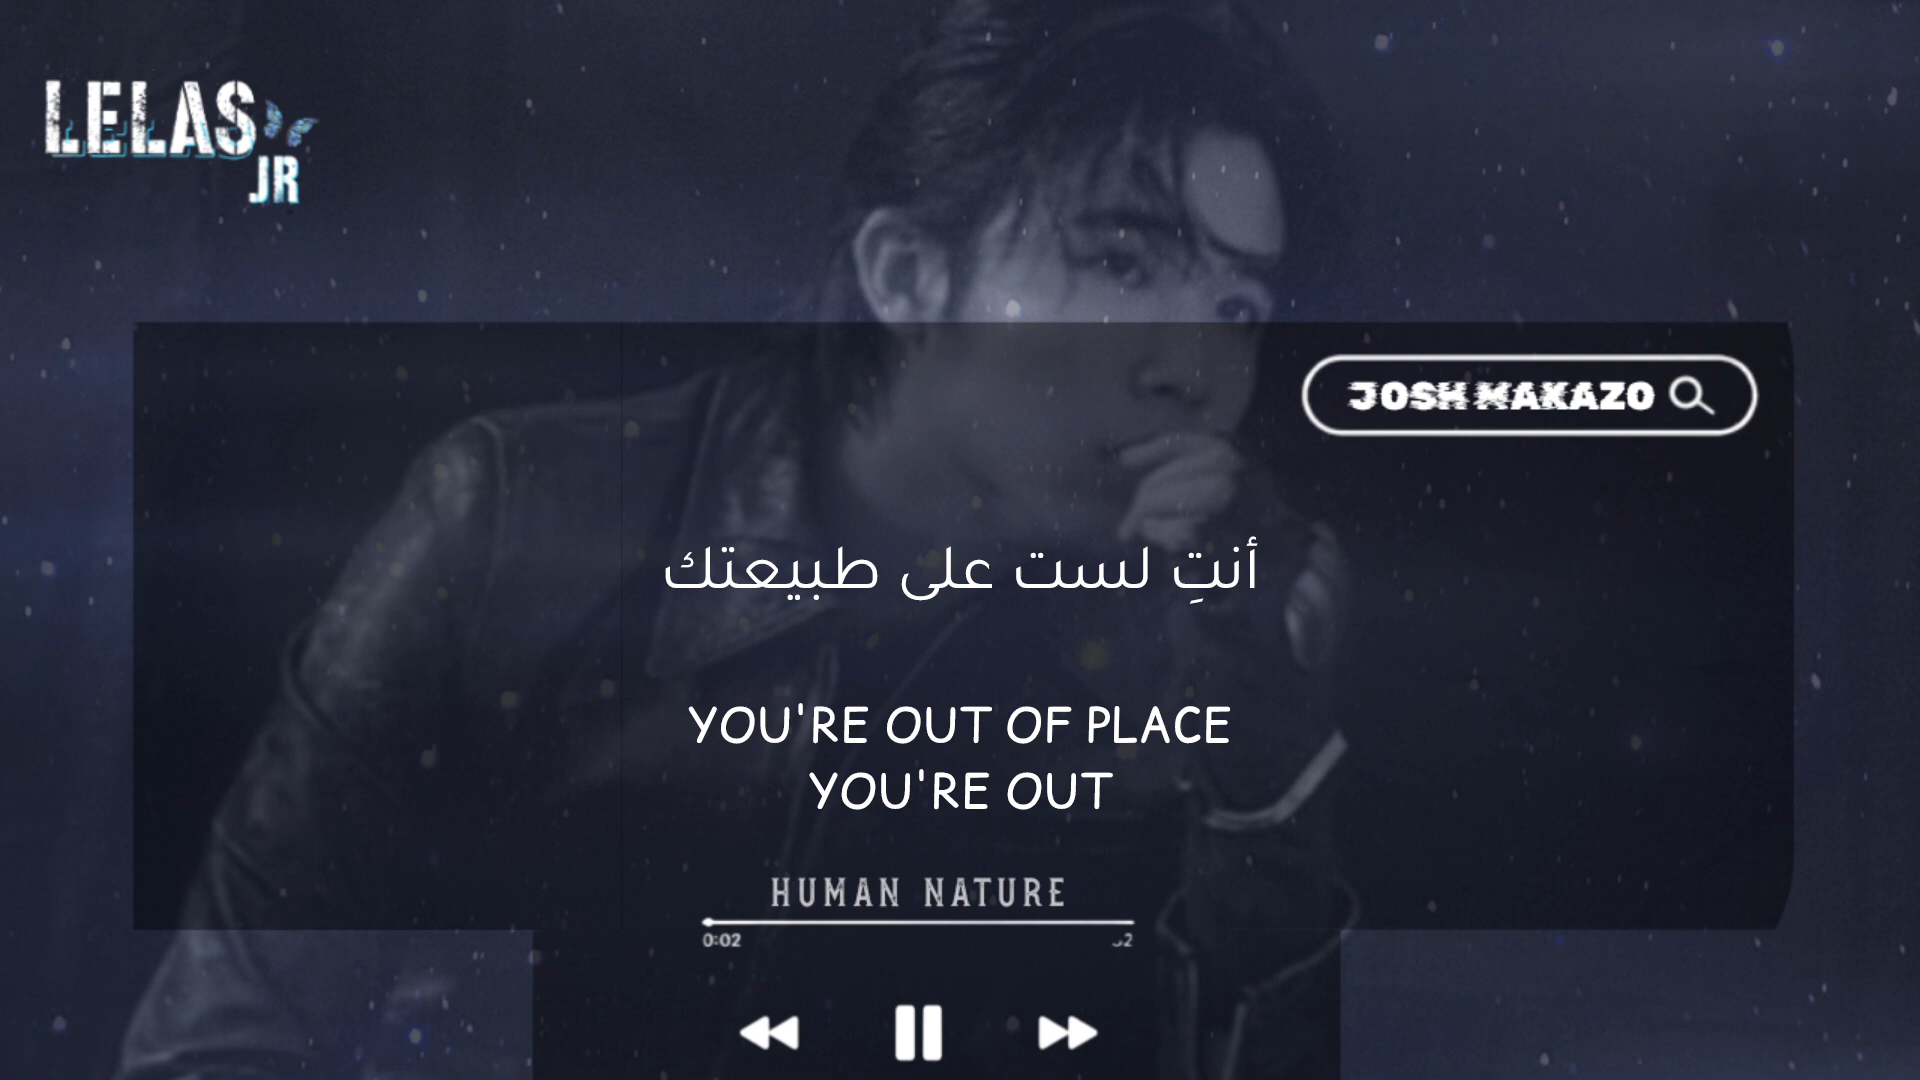 LELAS
JR
JOSH MAKAZO
أنتِ لست على طبيعتك
YOU'RE OUT OF PLACE
YOU'RE OUT
HUMAN NATURE
0:02